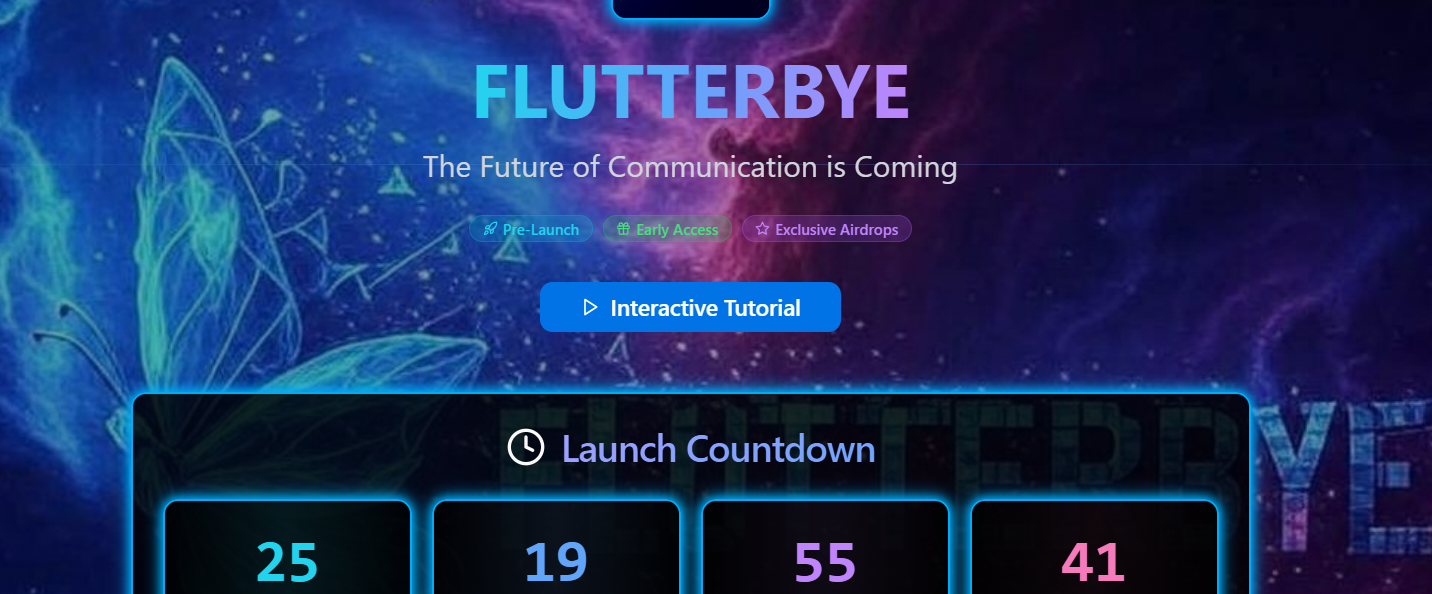 FLUTTERBYE
The Future of Communication is Coming
Pre-Launch Early Access Exclusive Airdrops
Interactive Tutorial
FLUTTERBYE
Launch Countdown
25 19 55 41